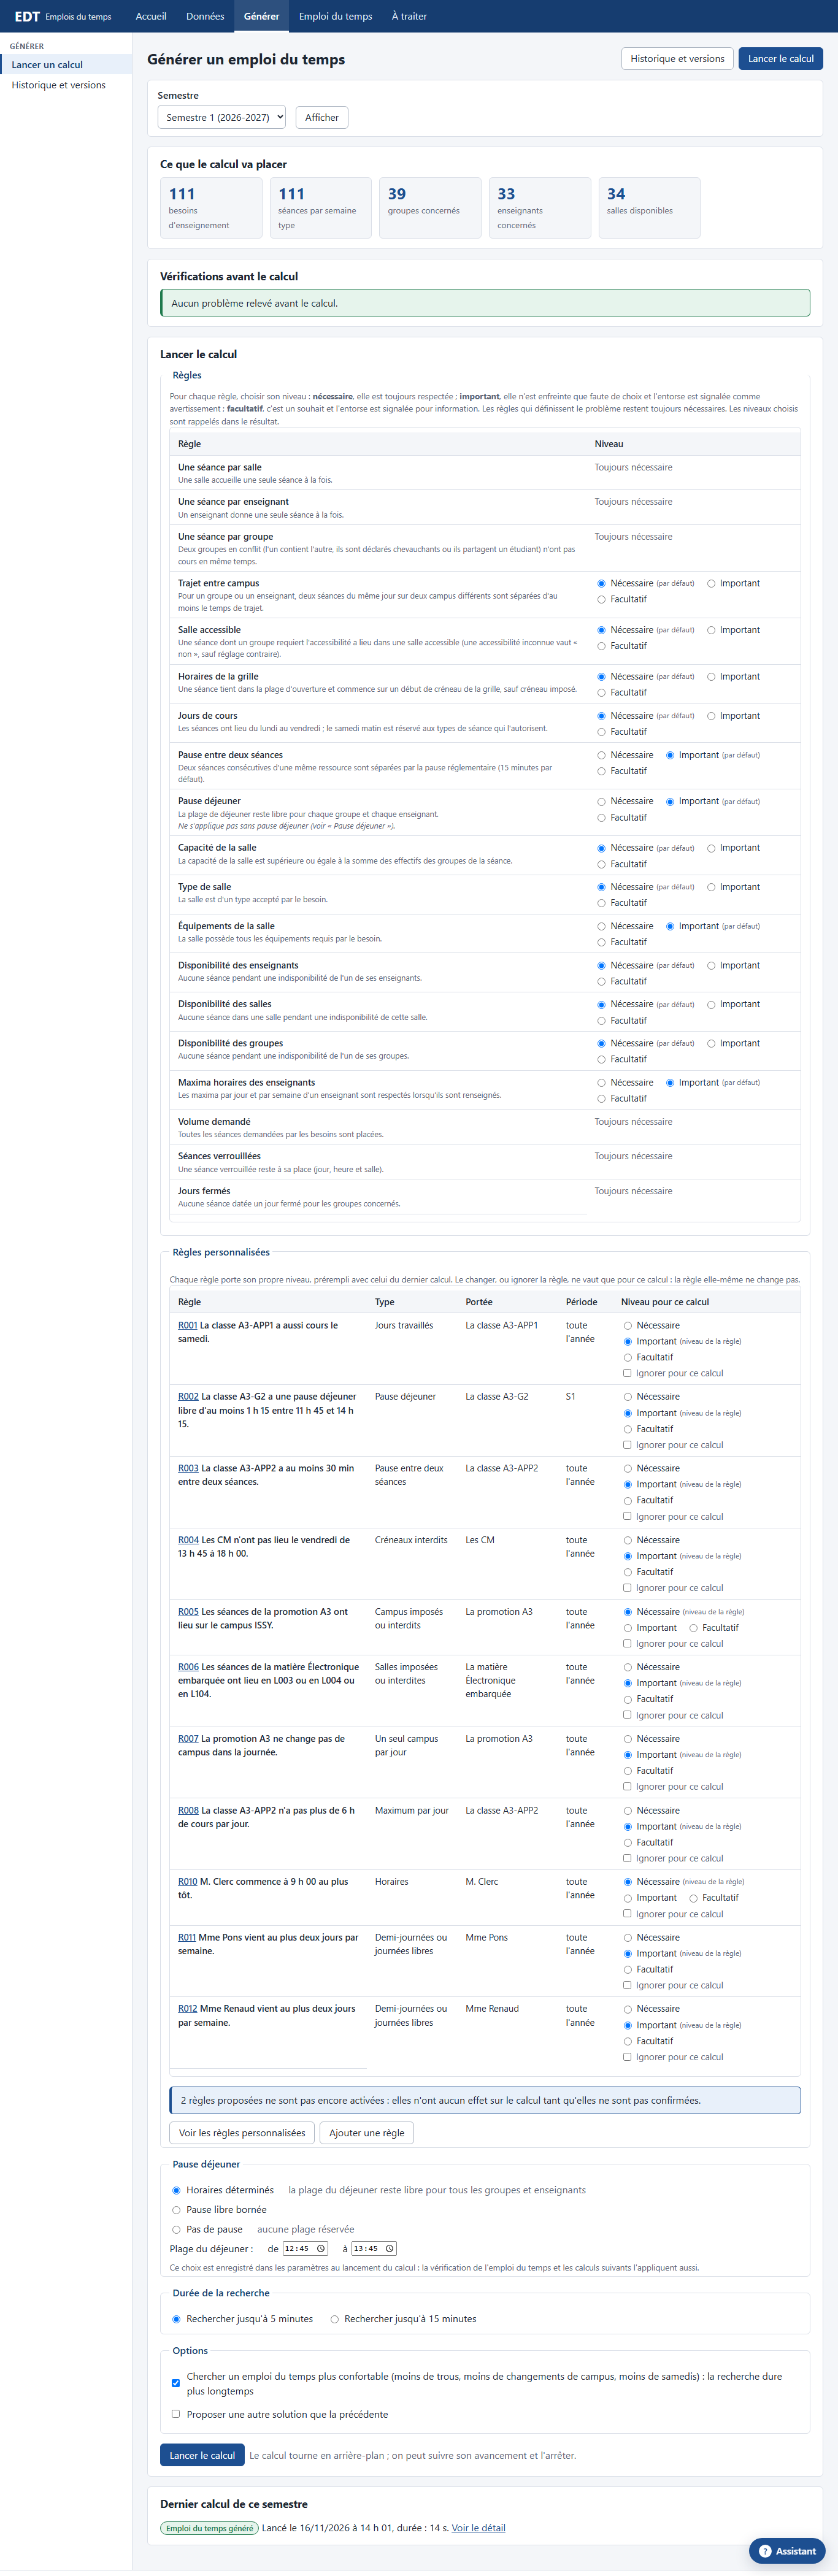 EDT Emplois du temps Accueil Données Générer Emploi du temps À traiter
GÉNÉRER
Lancer un calcul
Historique et versions
Générer un emploi du temps
Historique et versions
Lancer le calcul
Semestre
Semestre 1 (2026-2027)
Afficher
Ce que le calcul va placer
111
besoins
d'enseignement
111
séances par semaine
type
39
groupes concernés
33
enseignants
concernés
34
salles disponibles
Vérifications avant le calcul
Aucun problème relevé avant le calcul.
Lancer le calcul
Règles
Pour chaque règle, choisir son niveau : nécessaire, elle est toujours respectée ; important, elle n'est enfreinte que faute de choix et l'entorse est signalée comme
avertissement ; facultatif, c'est un souhait et l'entorse est signalée pour information. Les règles qui définissent le problème restent toujours nécessaires. Les niveaux choisis
sont rappelés dans le résultat.
Règle Niveau
Une séance par salle Toujours nécessaire
Une salle accueille une seule séance à la fois.
Une séance par enseignant Toujours nécessaire
Un enseignant donne une seule séance à la fois.
Une séance par groupe Toujours nécessaire
Deux groupes en conflit (l'un contient l'autre, ils sont déclarés chevauchants ou ils partagent un étudiant) n'ont pas
cours en même temps.
Trajet entre campus Nécessaire (par défaut) Important
Pour un groupe ou un enseignant, deux séances du même jour sur deux campus différents sont séparées d'au
moins le temps de trajet.
Facultatif
Salle accessible Nécessaire (par défaut) Important
Une séance dont un groupe requiert l'accessibilité a lieu dans une salle accessible (une accessibilité inconnue vaut «
non », sauf réglage contraire).
Facultatif
Horaires de la grille Nécessaire (par défaut) Important
Une séance tient dans la plage d'ouverture et commence sur un début de créneau de la grille, sauf créneau imposé.
Facultatif
Jours de cours Nécessaire (par défaut) Important
Les séances ont lieu du lundi au vendredi ; le samedi matin est réservé aux types de séance qui l'autorisent.
Facultatif
Pause entre deux séances Nécessaire Important (par défaut)
Deux séances consécutives d'une même ressource sont séparées par la pause réglementaire (15 minutes par
défaut).
Facultatif
Pause déjeuner Nécessaire Important (par défaut)
La plage de déjeuner reste libre pour chaque groupe et chaque enseignant.
Ne s'applique pas sans pause déjeuner (voir « Pause déjeuner »).
Facultatif
Capacité de la salle Nécessaire (par défaut) Important
La capacité de la salle est supérieure ou égale à la somme des effectifs des groupes de la séance.
Facultatif
Type de salle Nécessaire (par défaut) Important
La salle est d'un type accepté par le besoin.
Facultatif
Équipements de la salle Nécessaire Important (par défaut)
La salle possède tous les équipements requis par le besoin.
Facultatif
Disponibilité des enseignants Nécessaire (par défaut) Important
Aucune séance pendant une indisponibilité de l'un de ses enseignants.
Facultatif
Disponibilité des salles Nécessaire (par défaut) Important
Aucune séance dans une salle pendant une indisponibilité de cette salle.
Facultatif
Disponibilité des groupes Nécessaire (par défaut) Important
Aucune séance pendant une indisponibilité de l'un de ses groupes.
Facultatif
Maxima horaires des enseignants Nécessaire Important (par défaut)
Les maxima par jour et par semaine d'un enseignant sont respectés lorsqu'ils sont renseignés.
Facultatif
Volume demandé Toujours nécessaire
Toutes les séances demandées par les besoins sont placées.
Séances verrouillées Toujours nécessaire
Une séance verrouillée reste à sa place (jour, heure et salle).
Jours fermés Toujours nécessaire
Aucune séance datée un jour fermé pour les groupes concernés.
Règles personnalisées
Chaque règle porte son propre niveau, prérempli avec celui du dernier calcul. Le changer, ou ignorer la règle, ne vaut que pour ce calcul : la règle elle-même ne change pas.
Règle Type Portée Période Niveau pour ce calcul
R001 La classe A3-APP1 a aussi cours le
samedi.
Jours travaillés
La classe A3-APP1
toute
l'année
Nécessaire
Important (niveau de la règle)
Facultatif
Ignorer pour ce calcul
R002 La classe A3-G2 a une pause déjeuner
libre d'au moins 1 h 15 entre 11 h 45 et 14 h
15.
Pause déjeuner
La classe A3-G2
S1
Nécessaire
Important (niveau de la règle)
Facultatif
Ignorer pour ce calcul
R003 La classe A3-APP2 a au moins 30 min
entre deux séances.
Pause entre deux
séances
La classe A3-APP2
toute
l'année
Nécessaire
Important (niveau de la règle)
Facultatif
Ignorer pour ce calcul
R004 Les CM n'ont pas lieu le vendredi de
13 h 45 à 18 h 00.
Créneaux interdits
Les CM
toute
l'année
Nécessaire
Important (niveau de la règle)
Facultatif
Ignorer pour ce calcul
R005 Les séances de la promotion A3 ont
lieu sur le campus ISSY.
Campus imposés
ou interdits
La promotion A3
toute
l'année
Nécessaire (niveau de la règle)
Important Facultatif
Ignorer pour ce calcul
R006 Les séances de la matière Électronique
embarquée ont lieu en L003 ou en L004 ou
en L104.
Salles imposées
ou interdites
La matière
Électronique
embarquée
toute
l'année
Nécessaire
Important (niveau de la règle)
Facultatif
Ignorer pour ce calcul
R007 La promotion A3 ne change pas de
campus dans la journée.
Un seul campus
par jour
La promotion A3
toute
l'année
Nécessaire
Important (niveau de la règle)
Facultatif
Ignorer pour ce calcul
R008 La classe A3-APP2 n'a pas plus de 6 h
de cours par jour.
Maximum par jour
La classe A3-APP2
toute
l'année
Nécessaire
Important (niveau de la règle)
Facultatif
Ignorer pour ce calcul
R010 M. Clerc commence à 9 h 00 au plus
tôt.
Horaires
M. Clerc
toute
l'année
Nécessaire (niveau de la règle)
Important Facultatif
Ignorer pour ce calcul
R011 Mme Pons vient au plus deux jours par
semaine.
Demi-journées ou
journées libres
Mme Pons
toute
l'année
Nécessaire
Important (niveau de la règle)
Facultatif
Ignorer pour ce calcul
R012 Mme Renaud vient au plus deux jours
par semaine.
Demi-journées ou
journées libres
Mme Renaud
toute
l'année
Nécessaire
Important (niveau de la règle)
Facultatif
Ignorer pour ce calcul
2 règles proposées ne sont pas encore activées : elles n'ont aucun effet sur le calcul tant qu'elles ne sont pas confirmées.
Voir les règles personnalisées
Ajouter une règle
Pause déjeuner
Horaires déterminés la plage du déjeuner reste libre pour tous les groupes et enseignants
Pause libre bornée
Pas de pause aucune plage réservée
Plage du déjeuner : de 12:45 à 13:45
Ce choix est enregistré dans les paramètres au lancement du calcul : la vérification de l'emploi du temps et les calculs suivants l'appliquent aussi.
Durée de la recherche
Rechercher jusqu'à 5 minutes Rechercher jusqu'à 15 minutes
Options
Chercher un emploi du temps plus confortable (moins de trous, moins de changements de campus, moins de samedis) : la recherche dure
plus longtemps
Proposer une autre solution que la précédente
Lancer le calcul Le calcul tourne en arrière-plan ; on peut suivre son avancement et l'arrêter.
Dernier calcul de ce semestre
Emploi du temps généré Lancé le 16/11/2026 à 14 h 01, durée : 14 s. Voir le détail
? Assistant